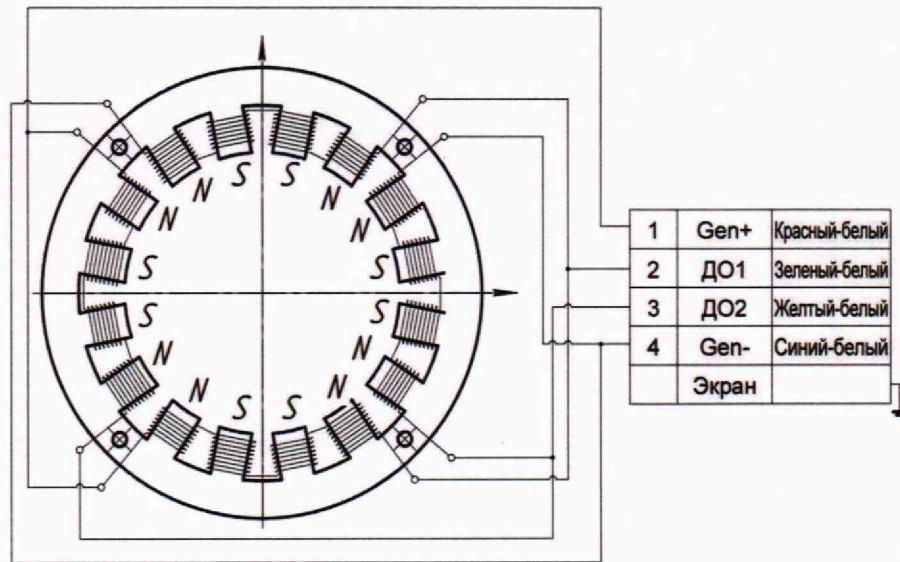 S S
N N
N N
S S
S S
N N
N N
S S
1 Gen+ Красный-белый
2 ДО1 Зеленый-белый
3 ДО2 Желтый-белый
4 Gen- Синий-белый
Экран